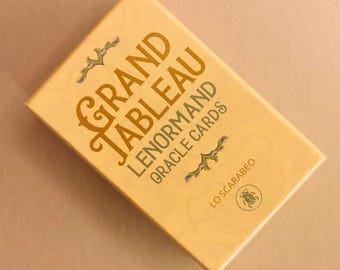 GRAND
TABLEAU
LENORMAND
ORACLE CARDS
LO SCARABEO